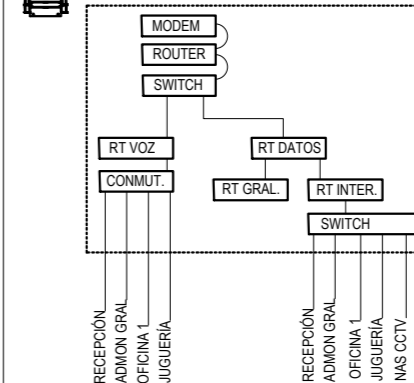 MODEM
ROUTER
SWITCH
RT VOZ
RT DATOS
CONMUT.
RT GRAL.
RT INTER.
SWITCH
RECEPCIÓN
ADMON GRAL
OFICINA 1
JUGUERÍA
RECEPCIÓN
ADMON GRAL
OFICINA 1
JUGUERÍA
NAS CCTV